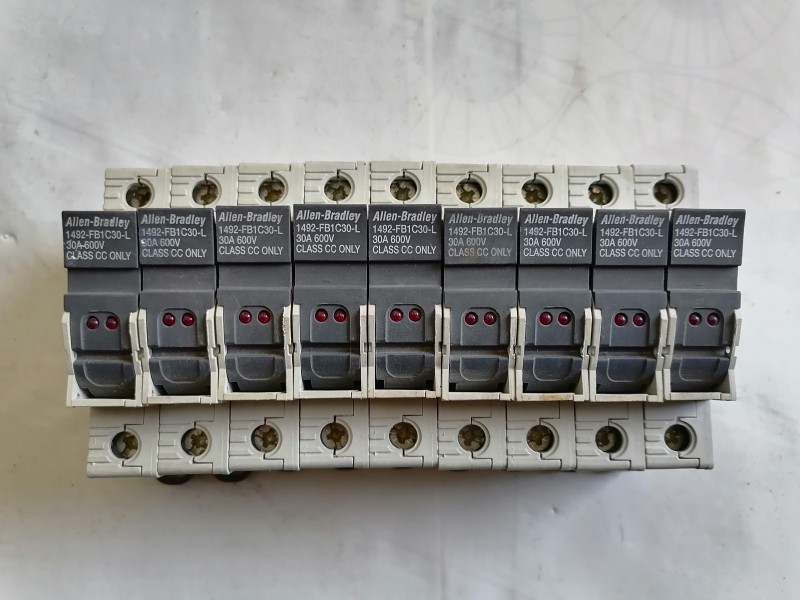 Allen-Bradley
1492-FB1C30-L
30A 600V
CLASS CC ONLY
Allen-Bradley
1492-FB1C30-L
30A 600V
CLASS CC ONLY
Allen-Bradley
1492-FB1C30-L
30A 600V
CLASS CC ONLY
Allen-Bradley
1492-FB1C30-L
30A 600V
CLASS CC ONLY
Allen-Bradley
1492-FB1C30-L
30A 600V
CLASS CC ONLY
Allen-Bradley
1492-FB1C30-L
30A 600V
CLASS CC ONLY
Allen-Bradley
1492-FB1C30-L
30A 600V
CLASS CC ONLY
Allen-Bradley
1492-FB1C30-L
30A 600V
CLASS CC ONLY
Allen-Bradley
1492-FB1C30-L
30A 600V
CLASS CC ONLY